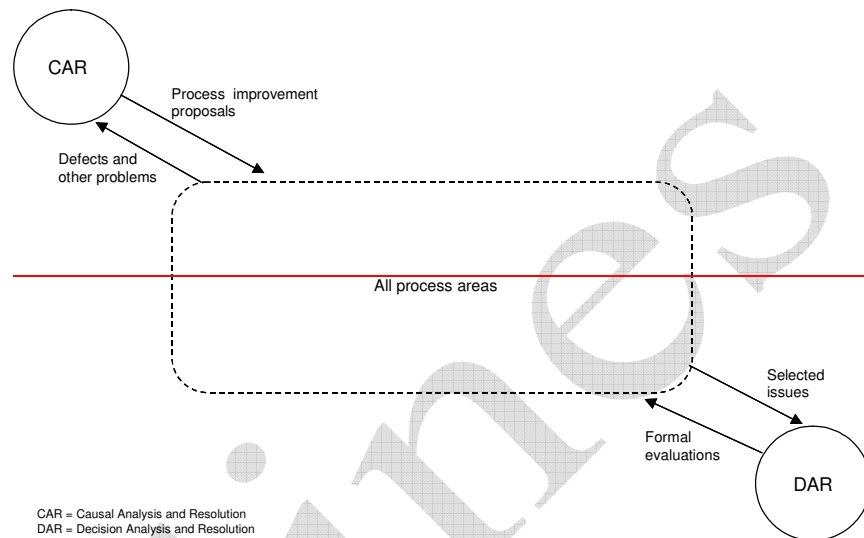 CAR
Process improvement
proposals
Defects and
other problems
All process areas
Selected
issues
Formal
evaluations
DAR
CAR = Causal Analysis and Resolution
DAR = Decision Analysis and Resolution
ines